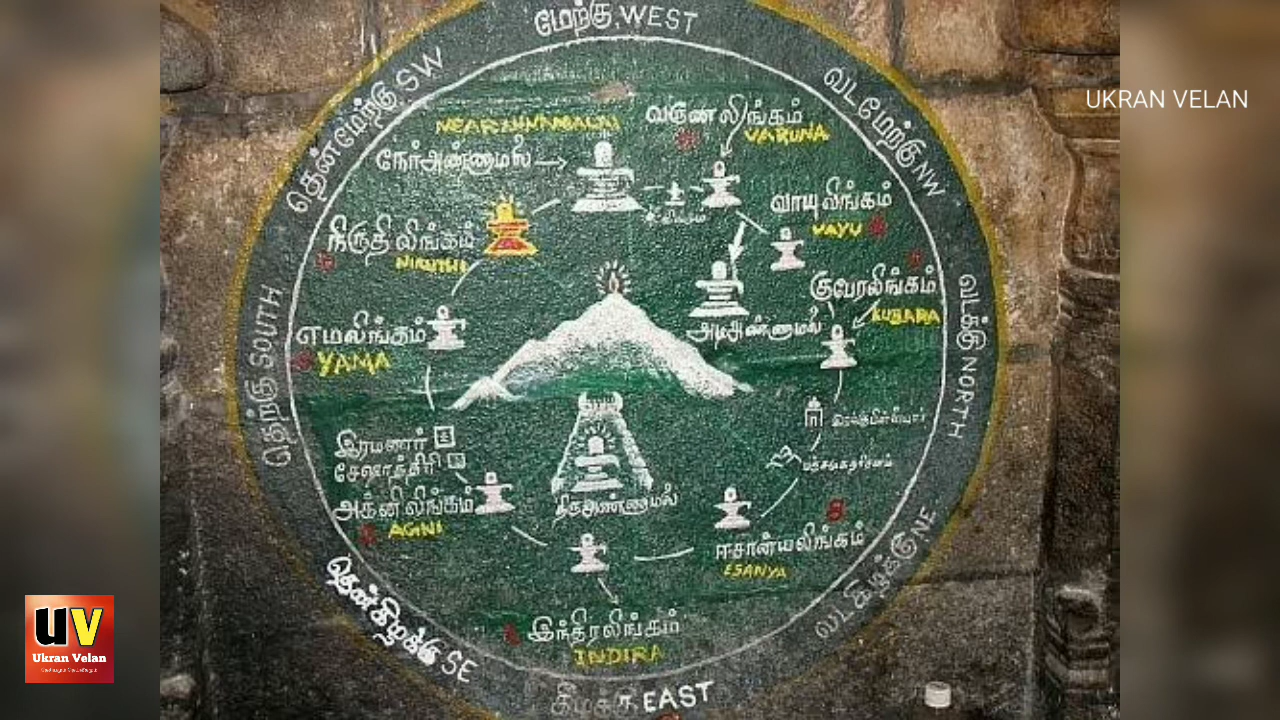 மேற்கு. WEST
தென்மேற்கு SW
வடமேற்கு NW
UKRAN VELAN
வருண லிங்கம்
VARUNA
NEAR ANNAMALAI
நேர்அண்ணாமலை
வாயு லிங்கம்
VAYU
நிருதி லிங்கம்
NIRUTHI
குபேரலிங்கம்
KUBARA
எமலிங்கம்
YAMA
அடிஅண்ணாமலை
தெற்கு SOUTH
வடக்கு NORTH
இரமணர்
சேஷாத்திரி
அக்னி லிங்கம்
AGNI
திருஅண்ணாமலை
ஈசான்யலிங்கம்
ESANYA
இந்திரலிங்கம்
INDIRA
தென்கிழக்கு SE
வடகிழக்கு NE
கிழக்கு EAST
UV
Ukran Velan